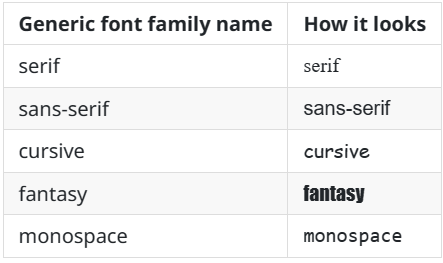 Generic font family name How it looks
serif serif
sans-serif sans-serif
cursive cursive
fantasy fantasy
monospace monospace